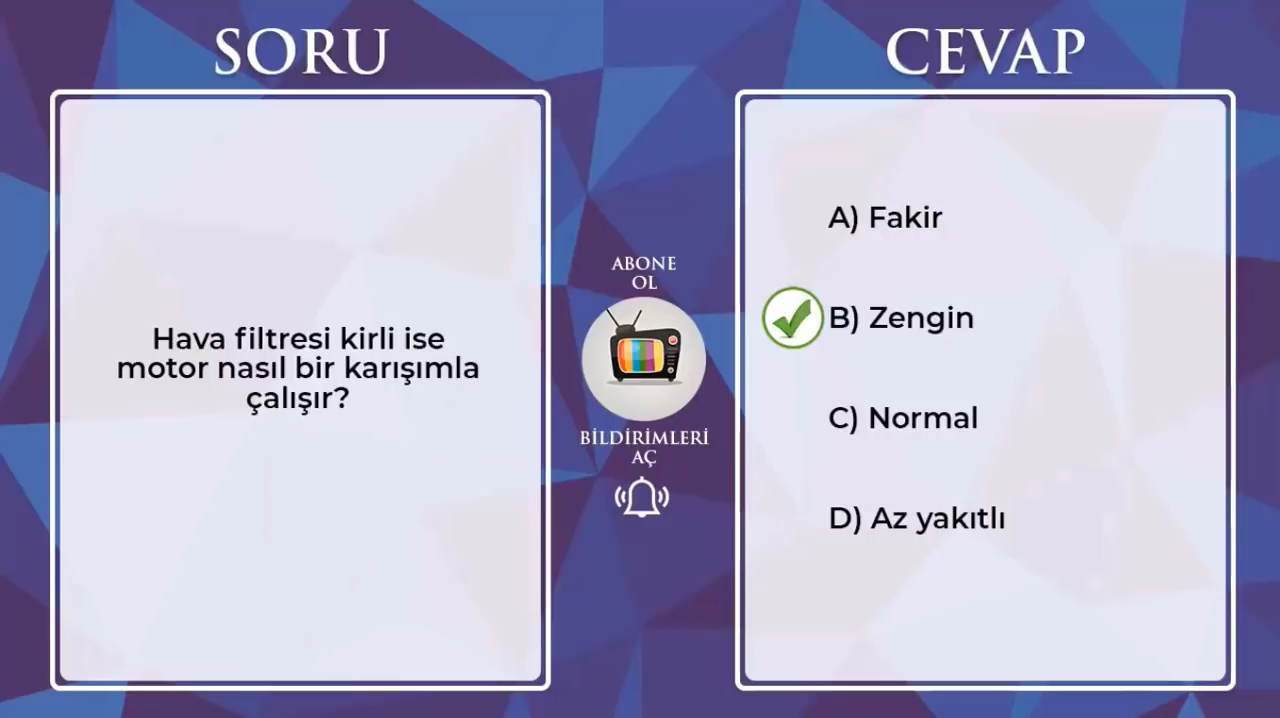 SORU
Hava filtresi kirli ise
motor nasıl bir karışımla
çalışır?
ABONE
OL
BİLDİRİMLERİ
AÇ
CEVAP
A) Fakir
B) Zengin
C) Normal
D) Az yakıtlı